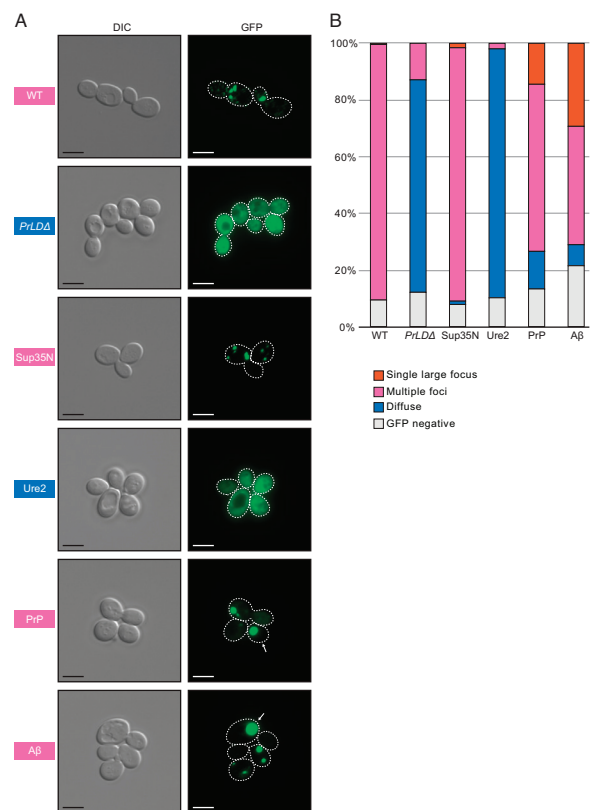 A
DIC
GFP
WT
PrLDΔ
Sup35N
Ure2
PrP
Aβ
B
100%
80%
60%
40%
20%
0%
WT PrLDΔ Sup35N Ure2 PrP Aβ
Single large focus
Multiple foci
Diffuse
GFP negative